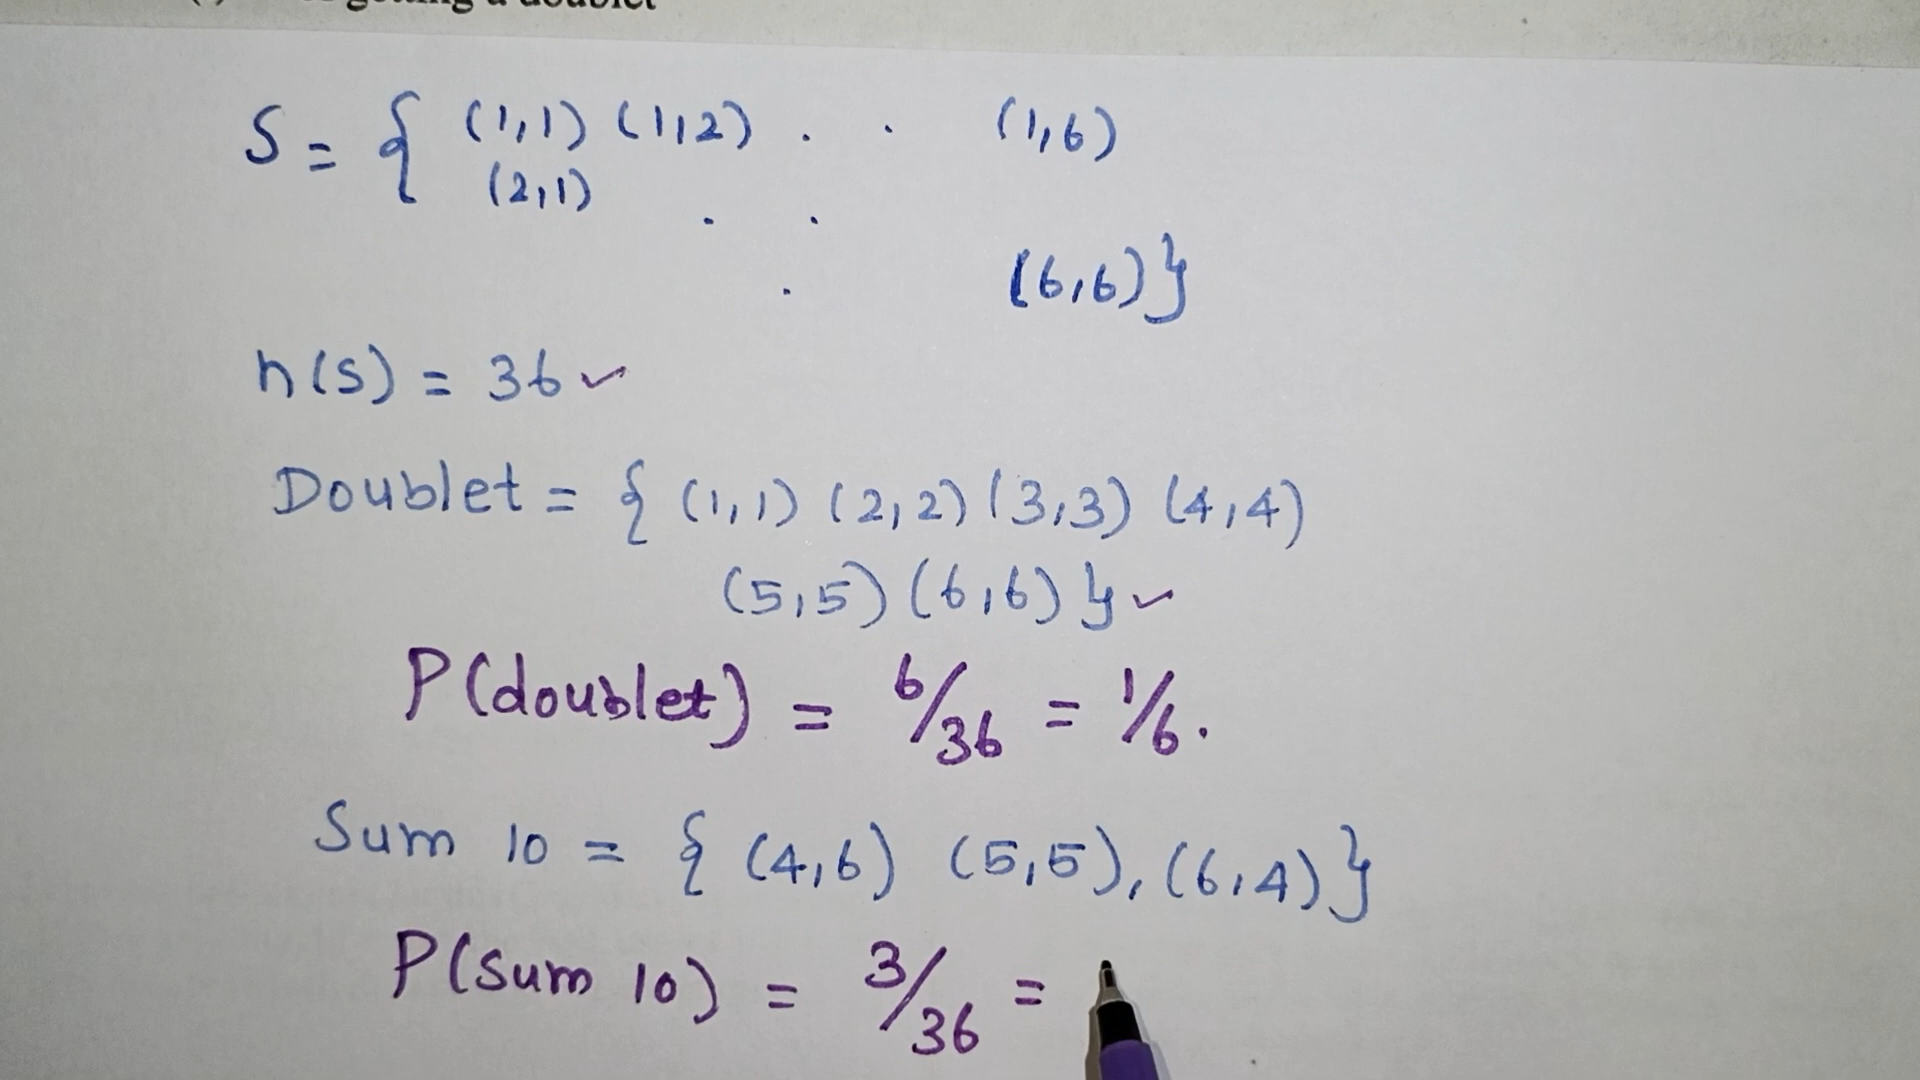 getting a doublet
S = { (1,1) (1,2) . . (1,6)
(2,1) . .
. (6,6) }
n(S) = 36 ✓
Doublet = { (1,1) (2,2) (3,3) (4,4)
(5,5) (6,6) } ✓
P(doublet) = 6/36 = 1/6.
Sum 10 = { (4,6) (5,5), (6,4) }
P(sum 10) = 3/36 =